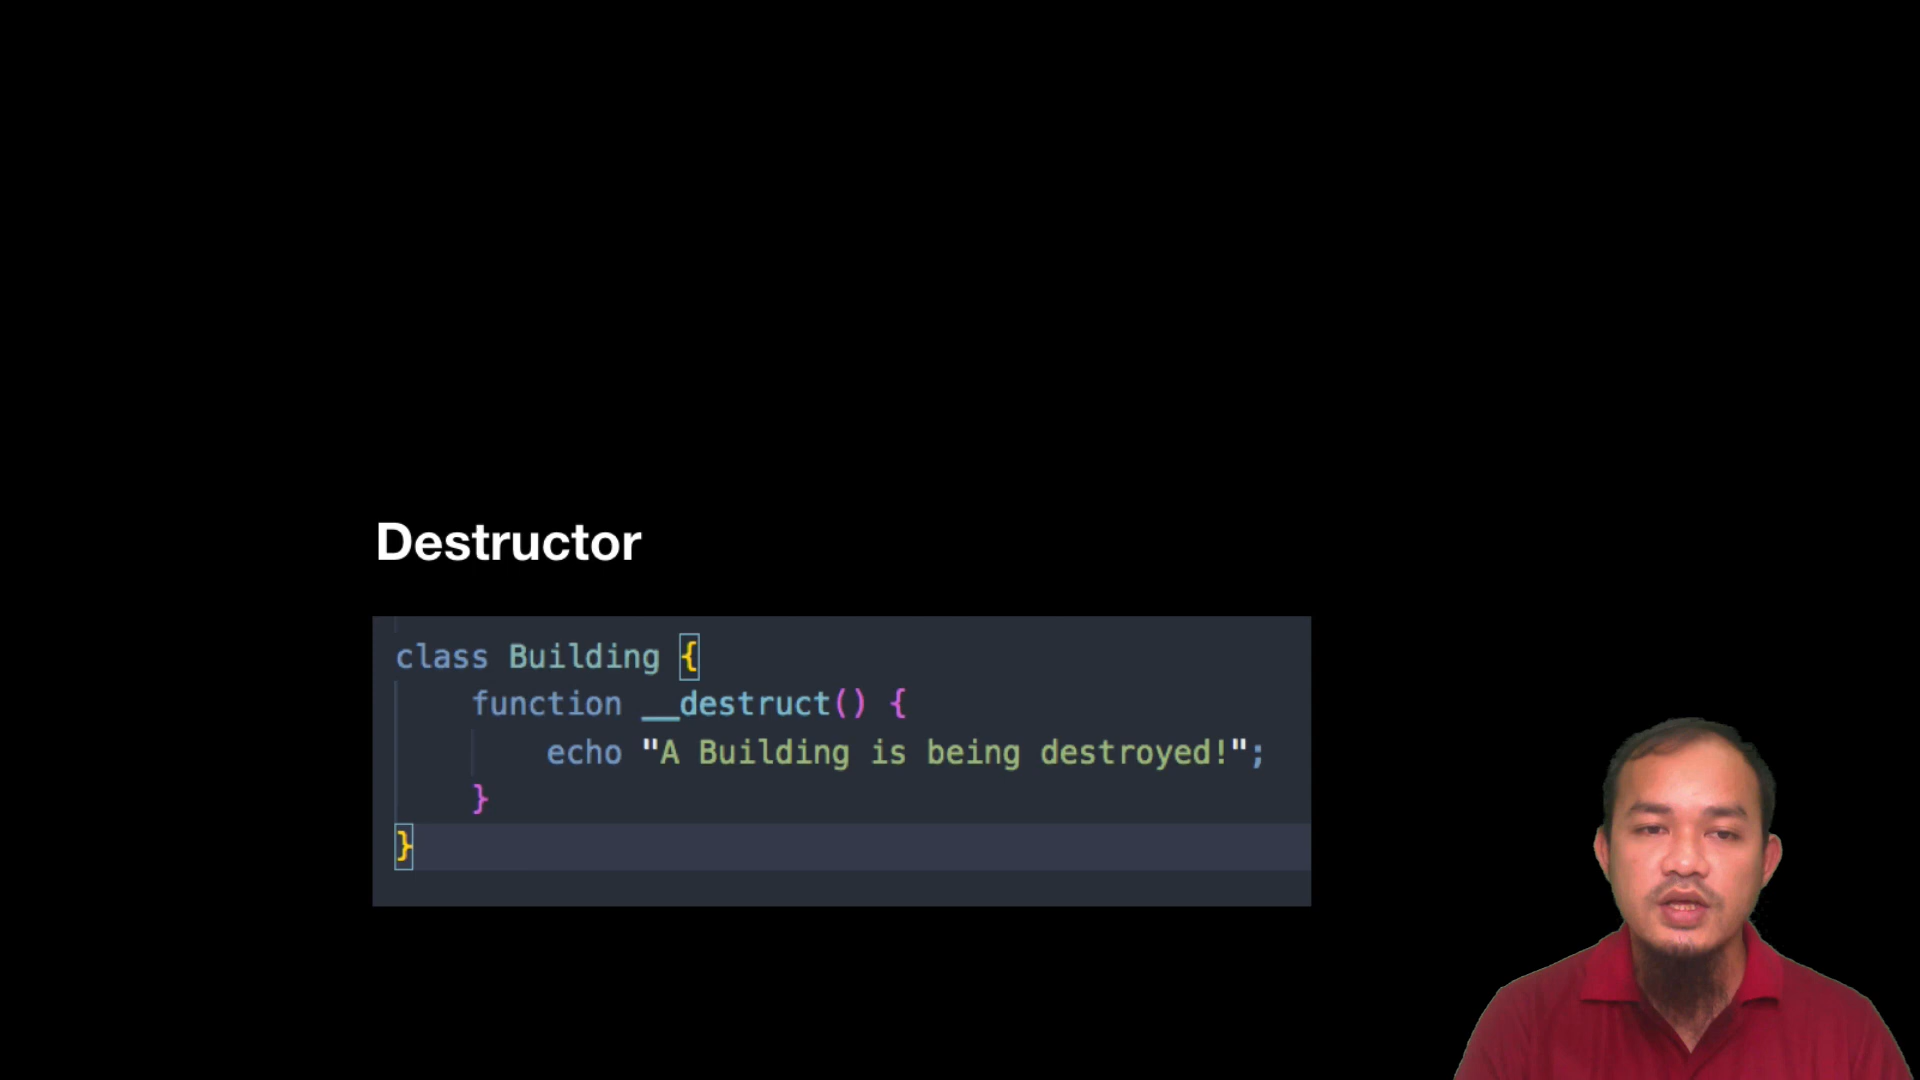 Destructor
class Building {
function __destruct() {
echo "A Building is being destroyed!";
}
}